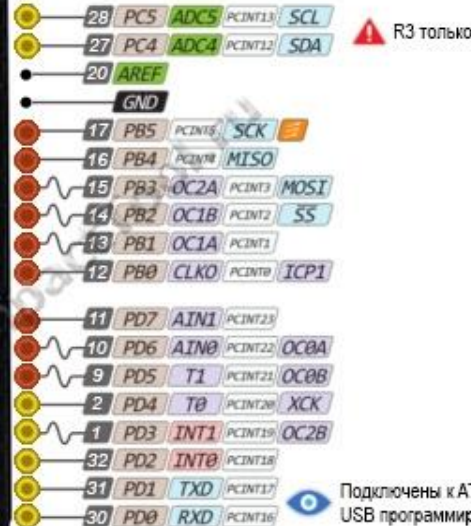 28 PC5 ADC5 PCINT13 SCL
R3 только
27 PC4 ADC4 PCINT12 SDA
20 AREF
GND
17 PB5 PCINT5 SCK
16 PB4 PCINT4 MISO
15 PB3 OC2A PCINT3 MOSI
14 PB2 OC1B PCINT2 SS
13 PB1 OC1A PCINT1
12 PB0 CLKO PCINT0 ICP1
11 PD7 AIN1 PCINT23
10 PD6 AIN0 PCINT22 OC0A
9 PD5 T1 PCINT21 OC0B
2 PD4 T0 PCINT20 XCK
1 PD3 INT1 PCINT19 OC2B
32 PD2 INT0 PCINT18
31 PD1 TXD PCINT17
Подключены к AT
30 PD0 RXD PCINT16
USB программир